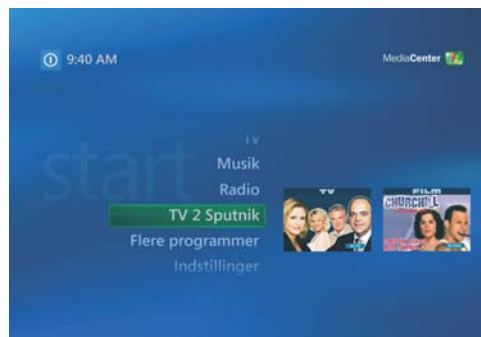 9:40 AM
MediaCenter
start
TV
Musik
Radio
TV 2 Sputnik
Flere programmer
Indstillinger
TV
FILM
CHURCHILL